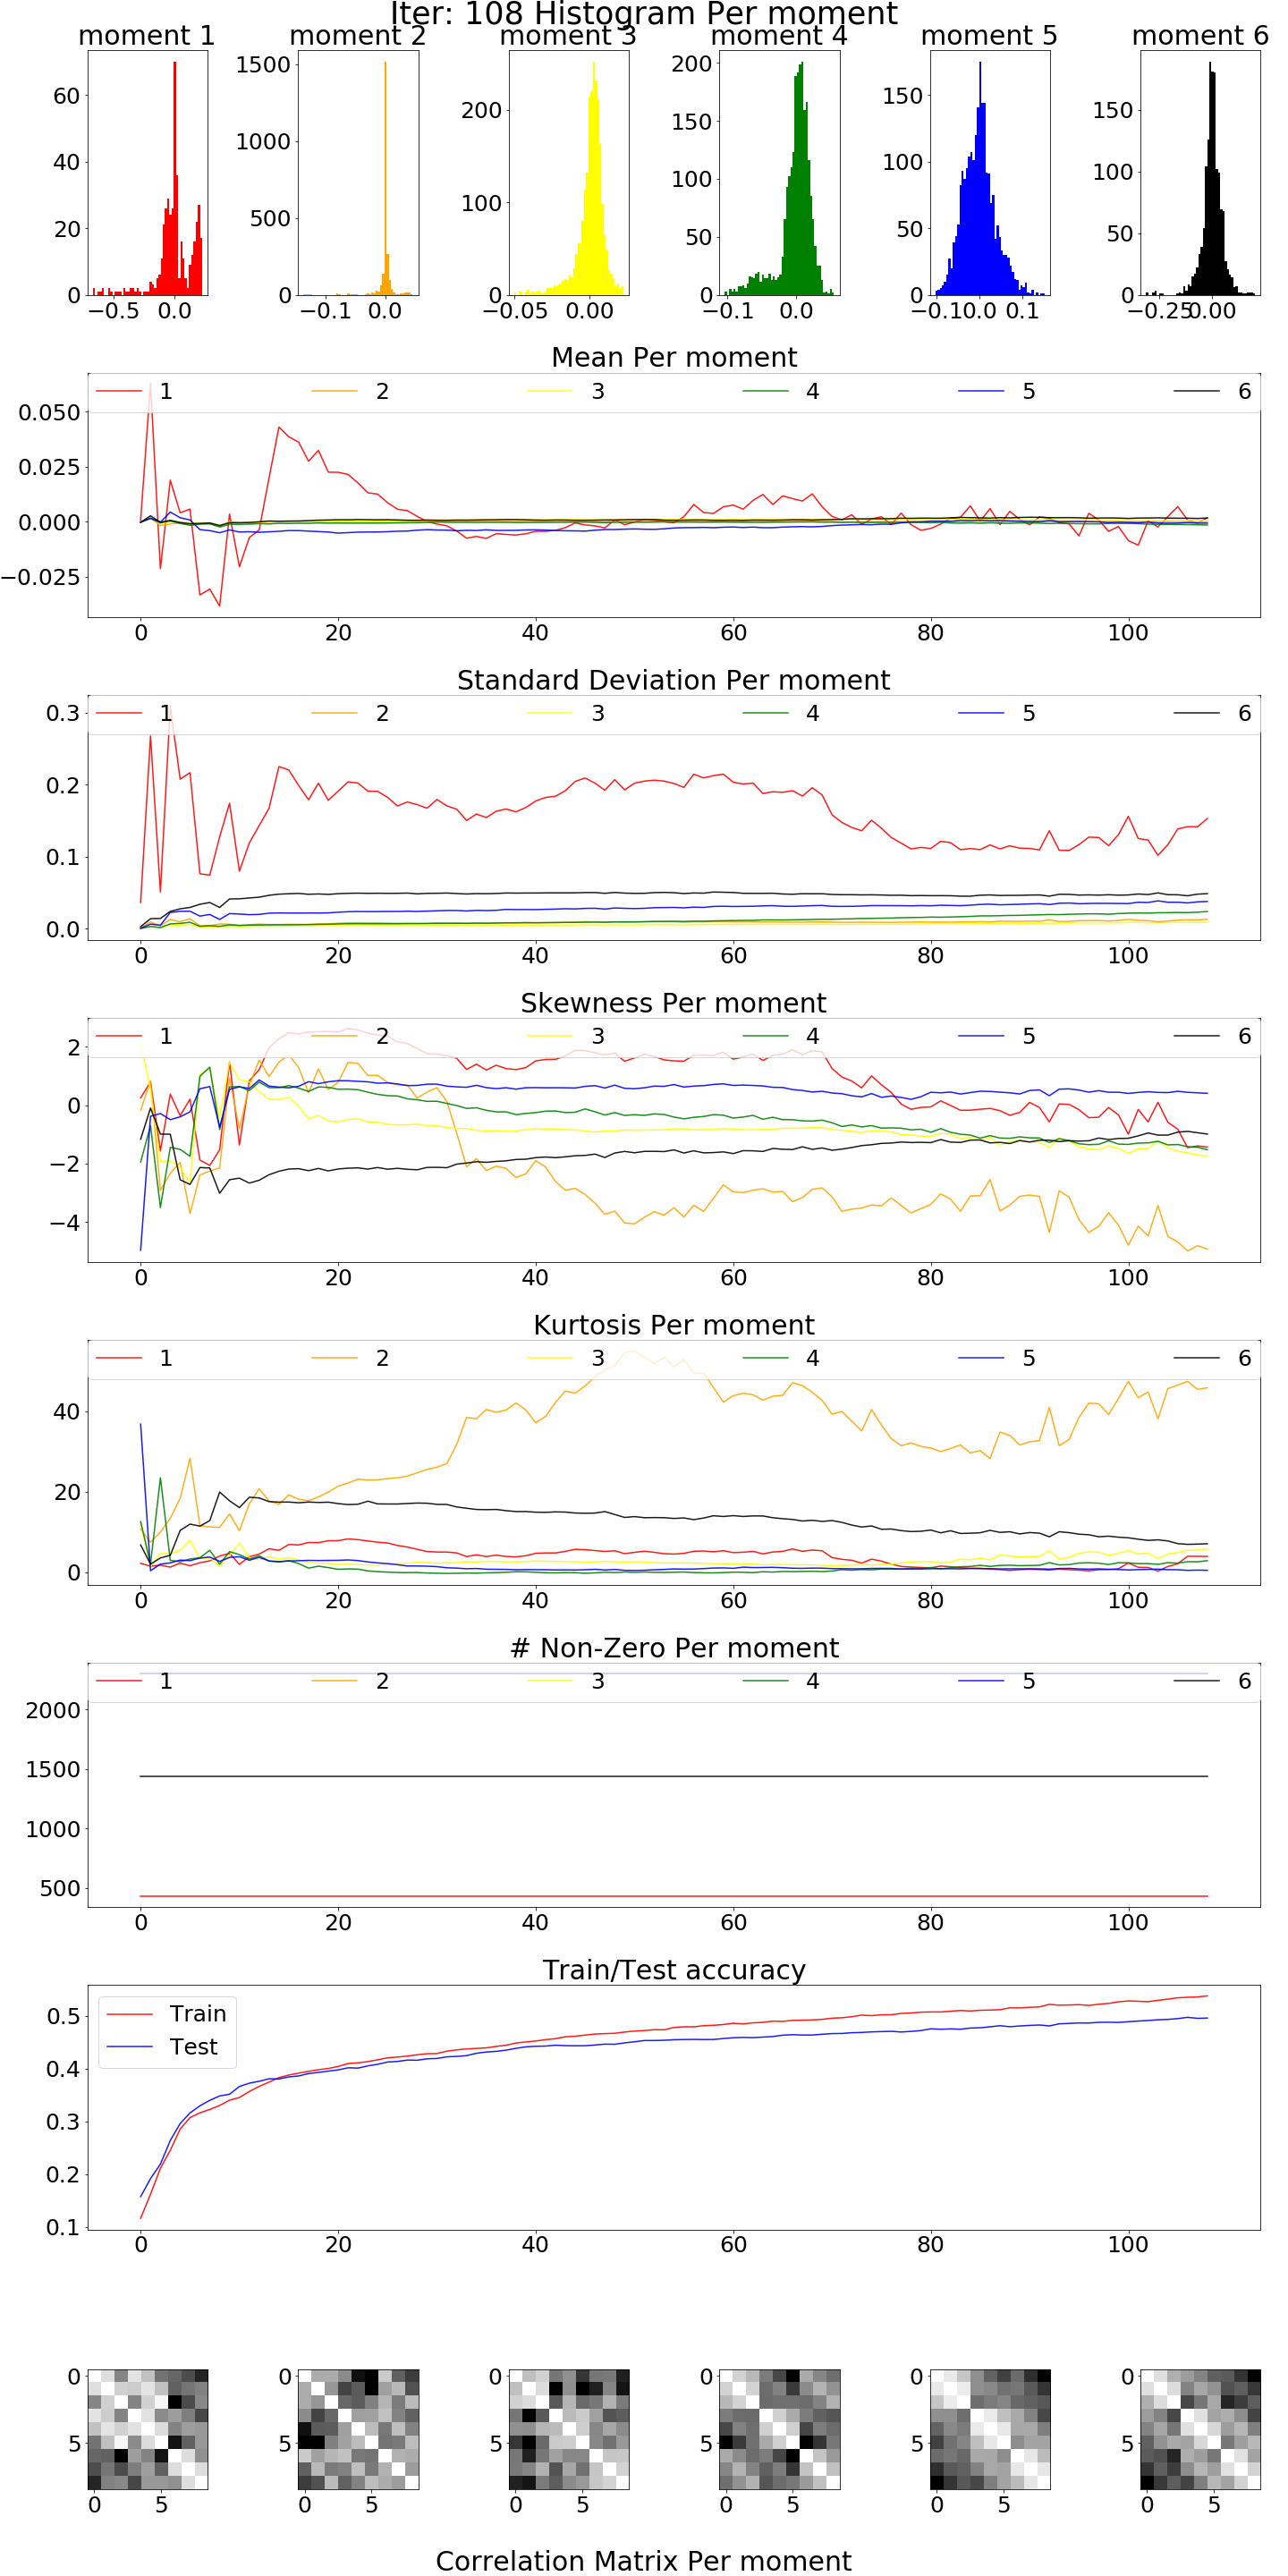 Iter: 108 Histogram Per moment
moment 1 moment 2 moment 3 moment 4 moment 5 moment 6
60 40 20 0
−0.5 0.0
1500 1000 500 0
−0.1 0.0
200 100 0
−0.05 0.00
200 150 100 50 0
−0.1 0.0
150 100 50 0
−0.10.0 0.1
150 100 50 0
−0.250.00
Mean Per moment
1 2 3 4 5 6
0.050
0.025
0.000
−0.025
0 20 40 60 80 100
Standard Deviation Per moment
1 2 3 4 5 6
0.3
0.2
0.1
0.0
0 20 40 60 80 100
Skewness Per moment
1 2 3 4 5 6
2
0
−2
−4
0 20 40 60 80 100
Kurtosis Per moment
1 2 3 4 5 6
40
20
0
0 20 40 60 80 100
# Non-Zero Per moment
1 2 3 4 5 6
2000
1500
1000
500
0 20 40 60 80 100
Train/Test accuracy
Train
Test
0.5
0.4
0.3
0.2
0.1
0 20 40 60 80 100
0 0 0 0 0 0
5 5 5 5 5 5
0 5 0 5 0 5 0 5 0 5 0 5
Correlation Matrix Per moment